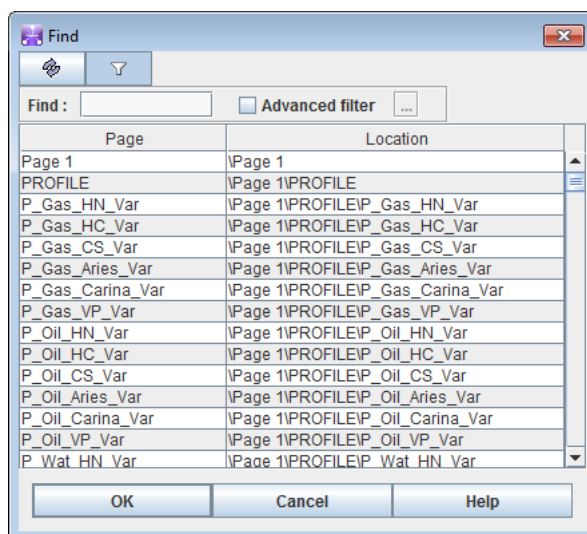 Find
Find :
Advanced filter
...
Page Location
Page 1 \Page 1
PROFILE \Page 1\PROFILE
P_Gas_HN_Var \Page 1\PROFILE\P_Gas_HN_Var
P_Gas_HC_Var \Page 1\PROFILE\P_Gas_HC_Var
P_Gas_CS_Var \Page 1\PROFILE\P_Gas_CS_Var
P_Gas_Aries_Var \Page 1\PROFILE\P_Gas_Aries_Var
P_Gas_Carina_Var \Page 1\PROFILE\P_Gas_Carina_Var
P_Gas_VP_Var \Page 1\PROFILE\P_Gas_VP_Var
P_Oil_HN_Var \Page 1\PROFILE\P_Oil_HN_Var
P_Oil_HC_Var \Page 1\PROFILE\P_Oil_HC_Var
P_Oil_CS_Var \Page 1\PROFILE\P_Oil_CS_Var
P_Oil_Aries_Var \Page 1\PROFILE\P_Oil_Aries_Var
P_Oil_Carina_Var \Page 1\PROFILE\P_Oil_Carina_Var
P_Oil_VP_Var \Page 1\PROFILE\P_Oil_VP_Var
P_Wat_HN_Var \Page 1\PROFILE\P_Wat_HN_Var
OK Cancel Help